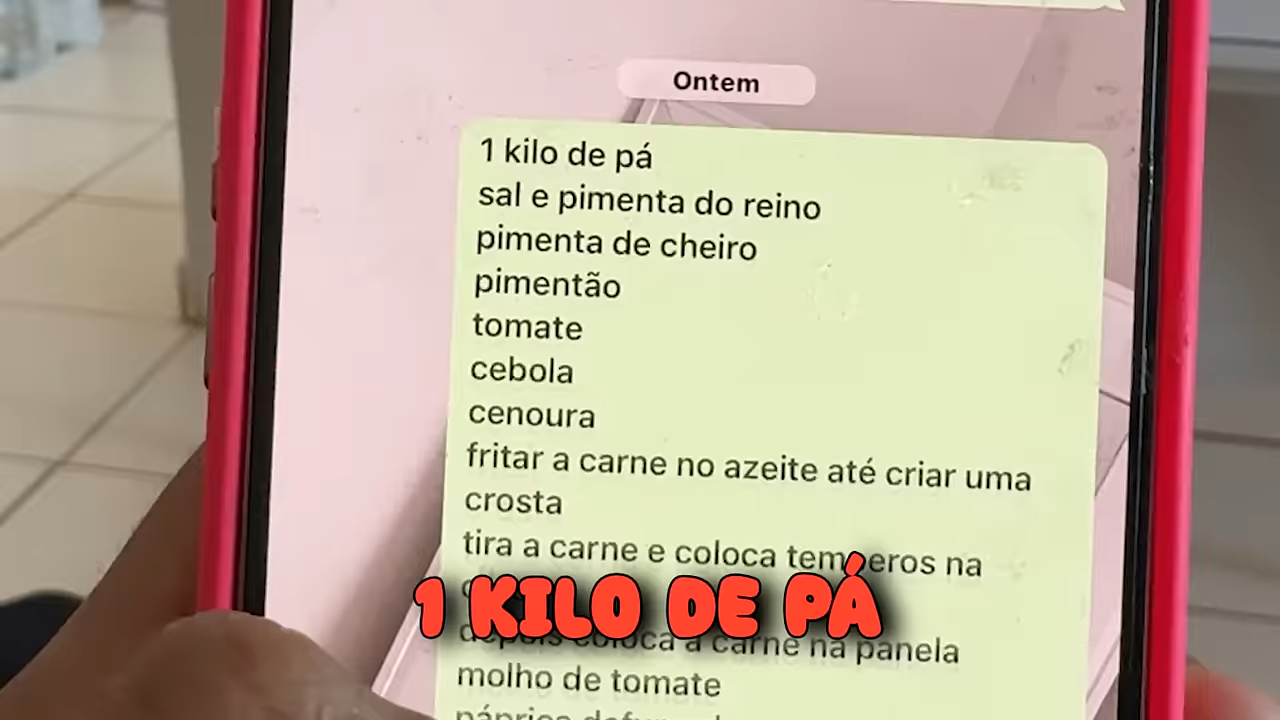 Ontem
1 kilo de pá
sal e pimenta do reino
pimenta de cheiro
pimentão
tomate
cebola
cenoura
fritar a carne no azeite até criar uma
crosta
tira a carne e coloca temperos na
1 KILO DE PÁ
depois coloca a carne na panela
molho de tomate